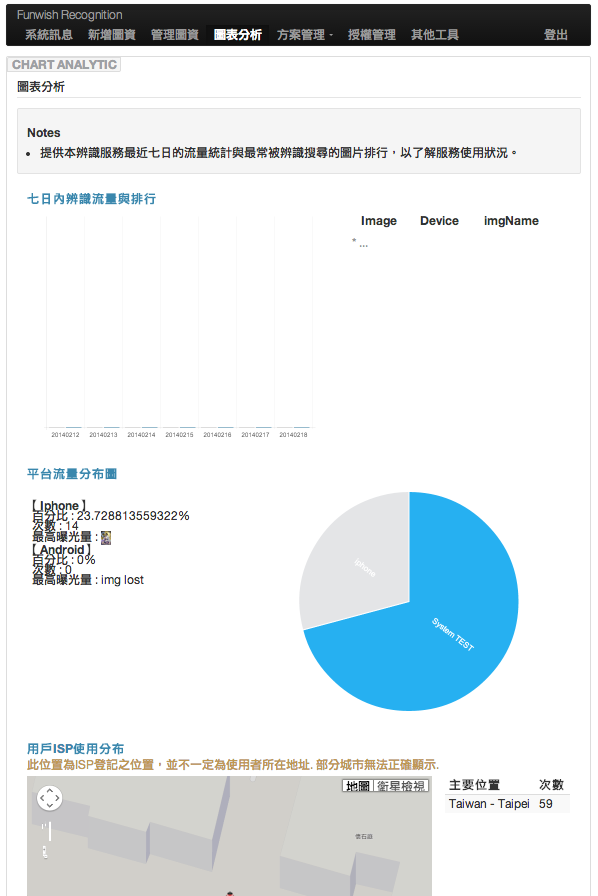 Funwish Recognition
系統訊息 新增圖資 管理圖資 圖表分析 方案管理 授權管理 其他工具 登出
CHART ANALYTIC
圖表分析
Notes
• 提供本辨識服務最近七日的流量統計與最常被辨識搜尋的圖片排行，以了解服務使用狀況。
七日內辨識流量與排行
Image Device imgName
* ...
20140212 20140213 20140214 20140215 20140216 20140217 20140218
平台流量分布圖
【 Iphone 】
百分比 : 23.728813559322%
次數 : 14
最高曝光量 :
【 Android 】
百分比 : 0%
次數 : 0
最高曝光量 : img lost
Iphone
System TEST
用戶ISP使用分布
此位置為ISP登記之位置，並不一定為使用者所在地址. 部分城市無法正確顯示.
地圖 衛星檢視
主要位置 次數
Taiwan - Taipei 59